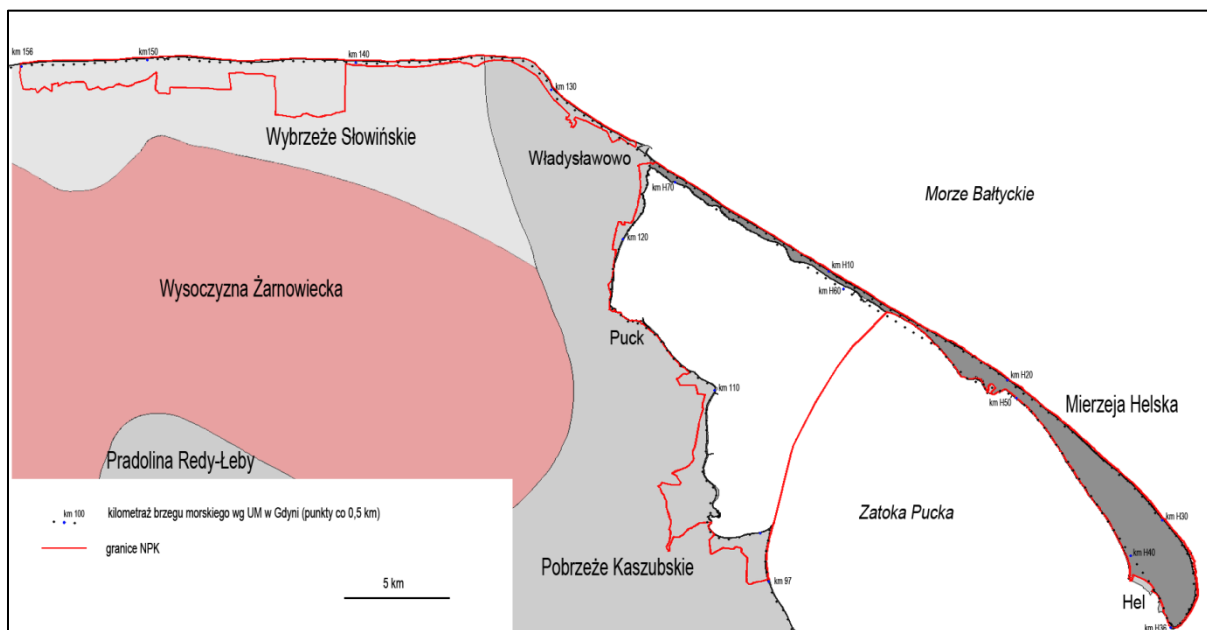 km 156
km150
km 140
km 130
Wybrzeże Słowińskie
Władysławowo
km H70
Morze Bałtyckie
km 120
km H10
km H60
Wysoczyzna Żarnowiecka
Puck
km 110
km H20
km H50
Mierzeja Helska
Pradolina Redy-Łeby
km 100
kilometraż brzegu morskiego wg UM w Gdyni (punkty co 0,5 km)
Zatoka Pucka
km H30
granice NPK
km H40
Pobrzeże Kaszubskie
km 97
5 km
Hel
km H36